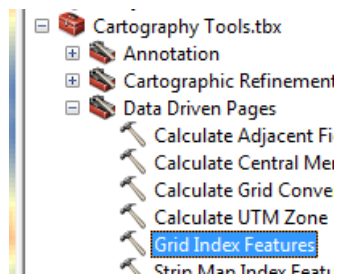 Cartography Tools.tbx
Annotation
Cartographic Refinement
Data Driven Pages
Calculate Adjacent Fi
Calculate Central Me
Calculate Grid Conve
Calculate UTM Zone
Grid Index Features
Strip Map Index Featu